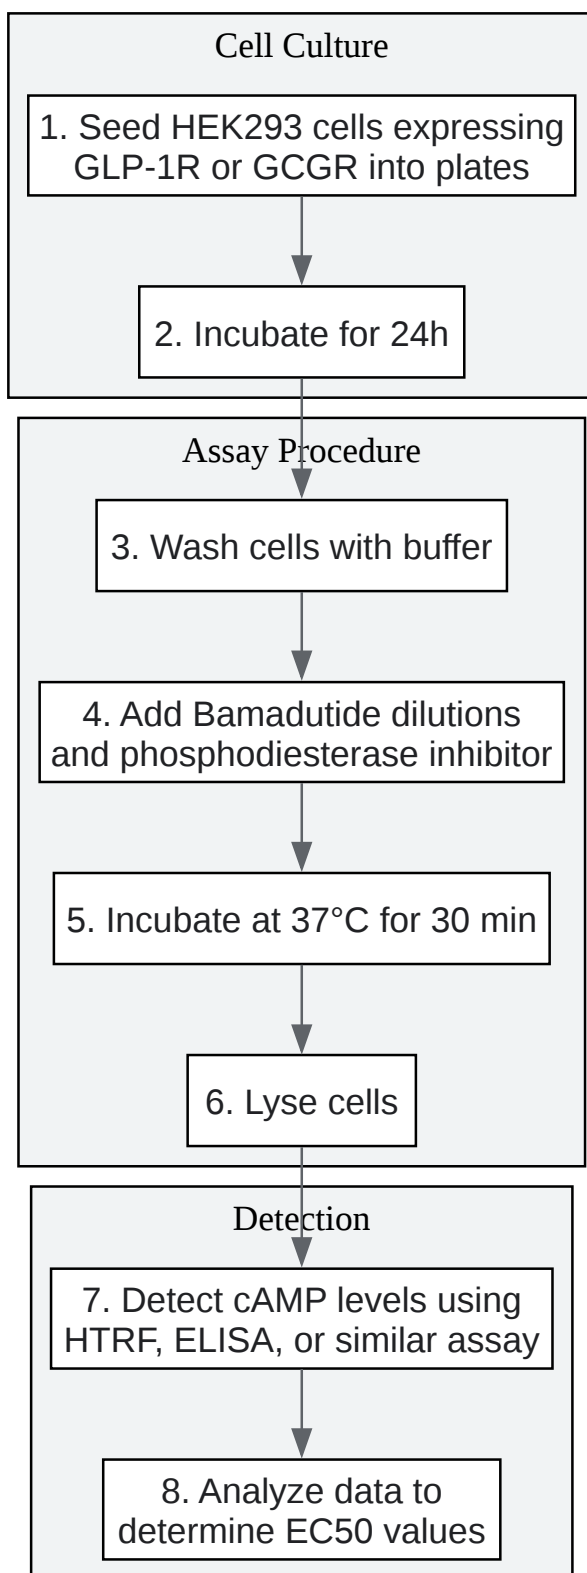 Cell Culture
1. Seed HEK293 cells expressing
GLP-1R or GCGR into plates
2. Incubate for 24h
Assay Procedure
3. Wash cells with buffer
4. Add Bamadutide dilutions
and phosphodiesterase inhibitor
5. Incubate at 37°C for 30 min
6. Lyse cells
Detection
7. Detect cAMP levels using
HTRF, ELISA, or similar assay
8. Analyze data to
determine EC50 values